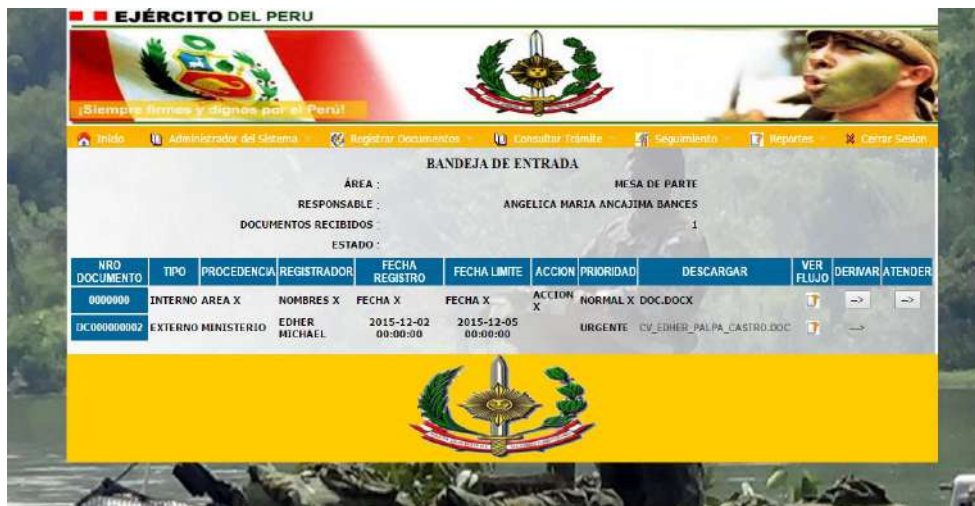 EJÉRCITO DEL PERU
¡Siempre firmes y dignos por el Perú!
Inicio Administrador del Sistema Registrar Documentos Consultar Trámite Seguimiento Reportes Cerrar Sesion
BANDEJA DE ENTRADA
ÁREA : MESA DE PARTE
RESPONSABLE : ANGELICA MARIA ANCAJIMA BANCES
DOCUMENTOS RECIBIDOS : 1
ESTADO :
NRO DOCUMENTO TIPO PROCEDENCIA REGISTRADOR FECHA REGISTRO FECHA LIMITE ACCION PRIORIDAD DESCARGAR VER FLUJO DERIVAR ATENDER
0000000 INTERNO AREA X NOMBRES X FECHA X FECHA X ACCION X NORMAL X DOC.DOCX --> -->
DC000000002 EXTERNO MINISTERIO EDHER MICHAEL 2015-12-02 00:00:00 2015-12-05 00:00:00 URGENTE CV_EDHER_PALPA_CASTRO.DOC -->